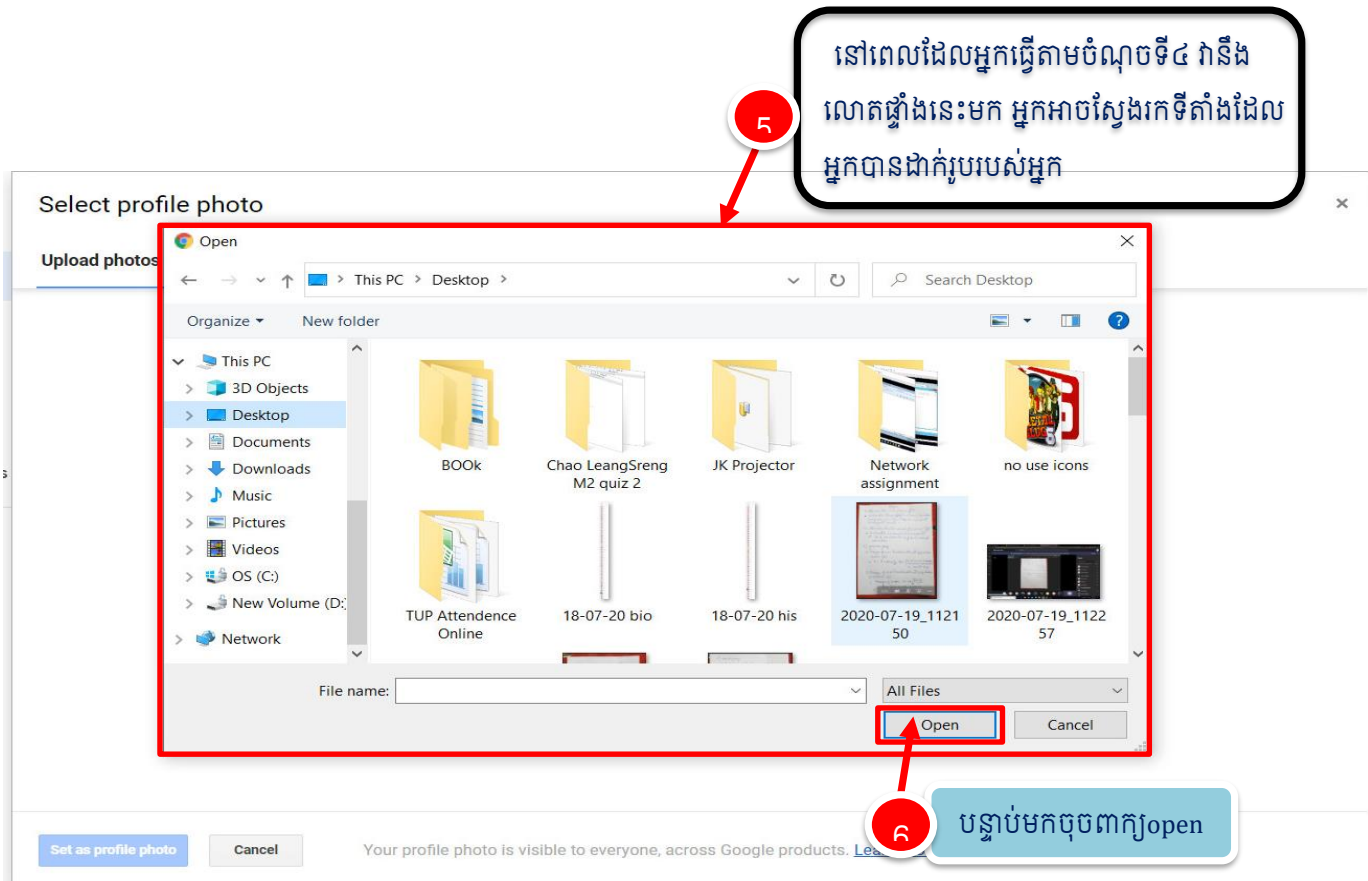 នៅពេលដែលអ្នកធ្វើតាមចំណុចទី៤ វានឹង
លោតផ្ទាំងនេះមក អ្នកអាចស្វែងរកទីតាំងដែល
អ្នកបានដាក់រូបរបស់អ្នក
5
Select profile photo
Upload photos
Open
This PC > Desktop >
Search Desktop
Organize
New folder
This PC
3D Objects
Desktop
Documents
Downloads
Music
Pictures
Videos
OS (C:)
New Volume (D:
Network
BOOk
Chao LeangSreng
M2 quiz 2
JK Projector
Network
assignment
no use icons
TUP Attendence
Online
18-07-20 bio
18-07-20 his
2020-07-19_1121
50
2020-07-19_1122
57
File name:
All Files
Open
Cancel
6
បន្ទាប់មកចុចពាក្យopen
Set as profile photo
Cancel
Your profile photo is visible to everyone, across Google products.